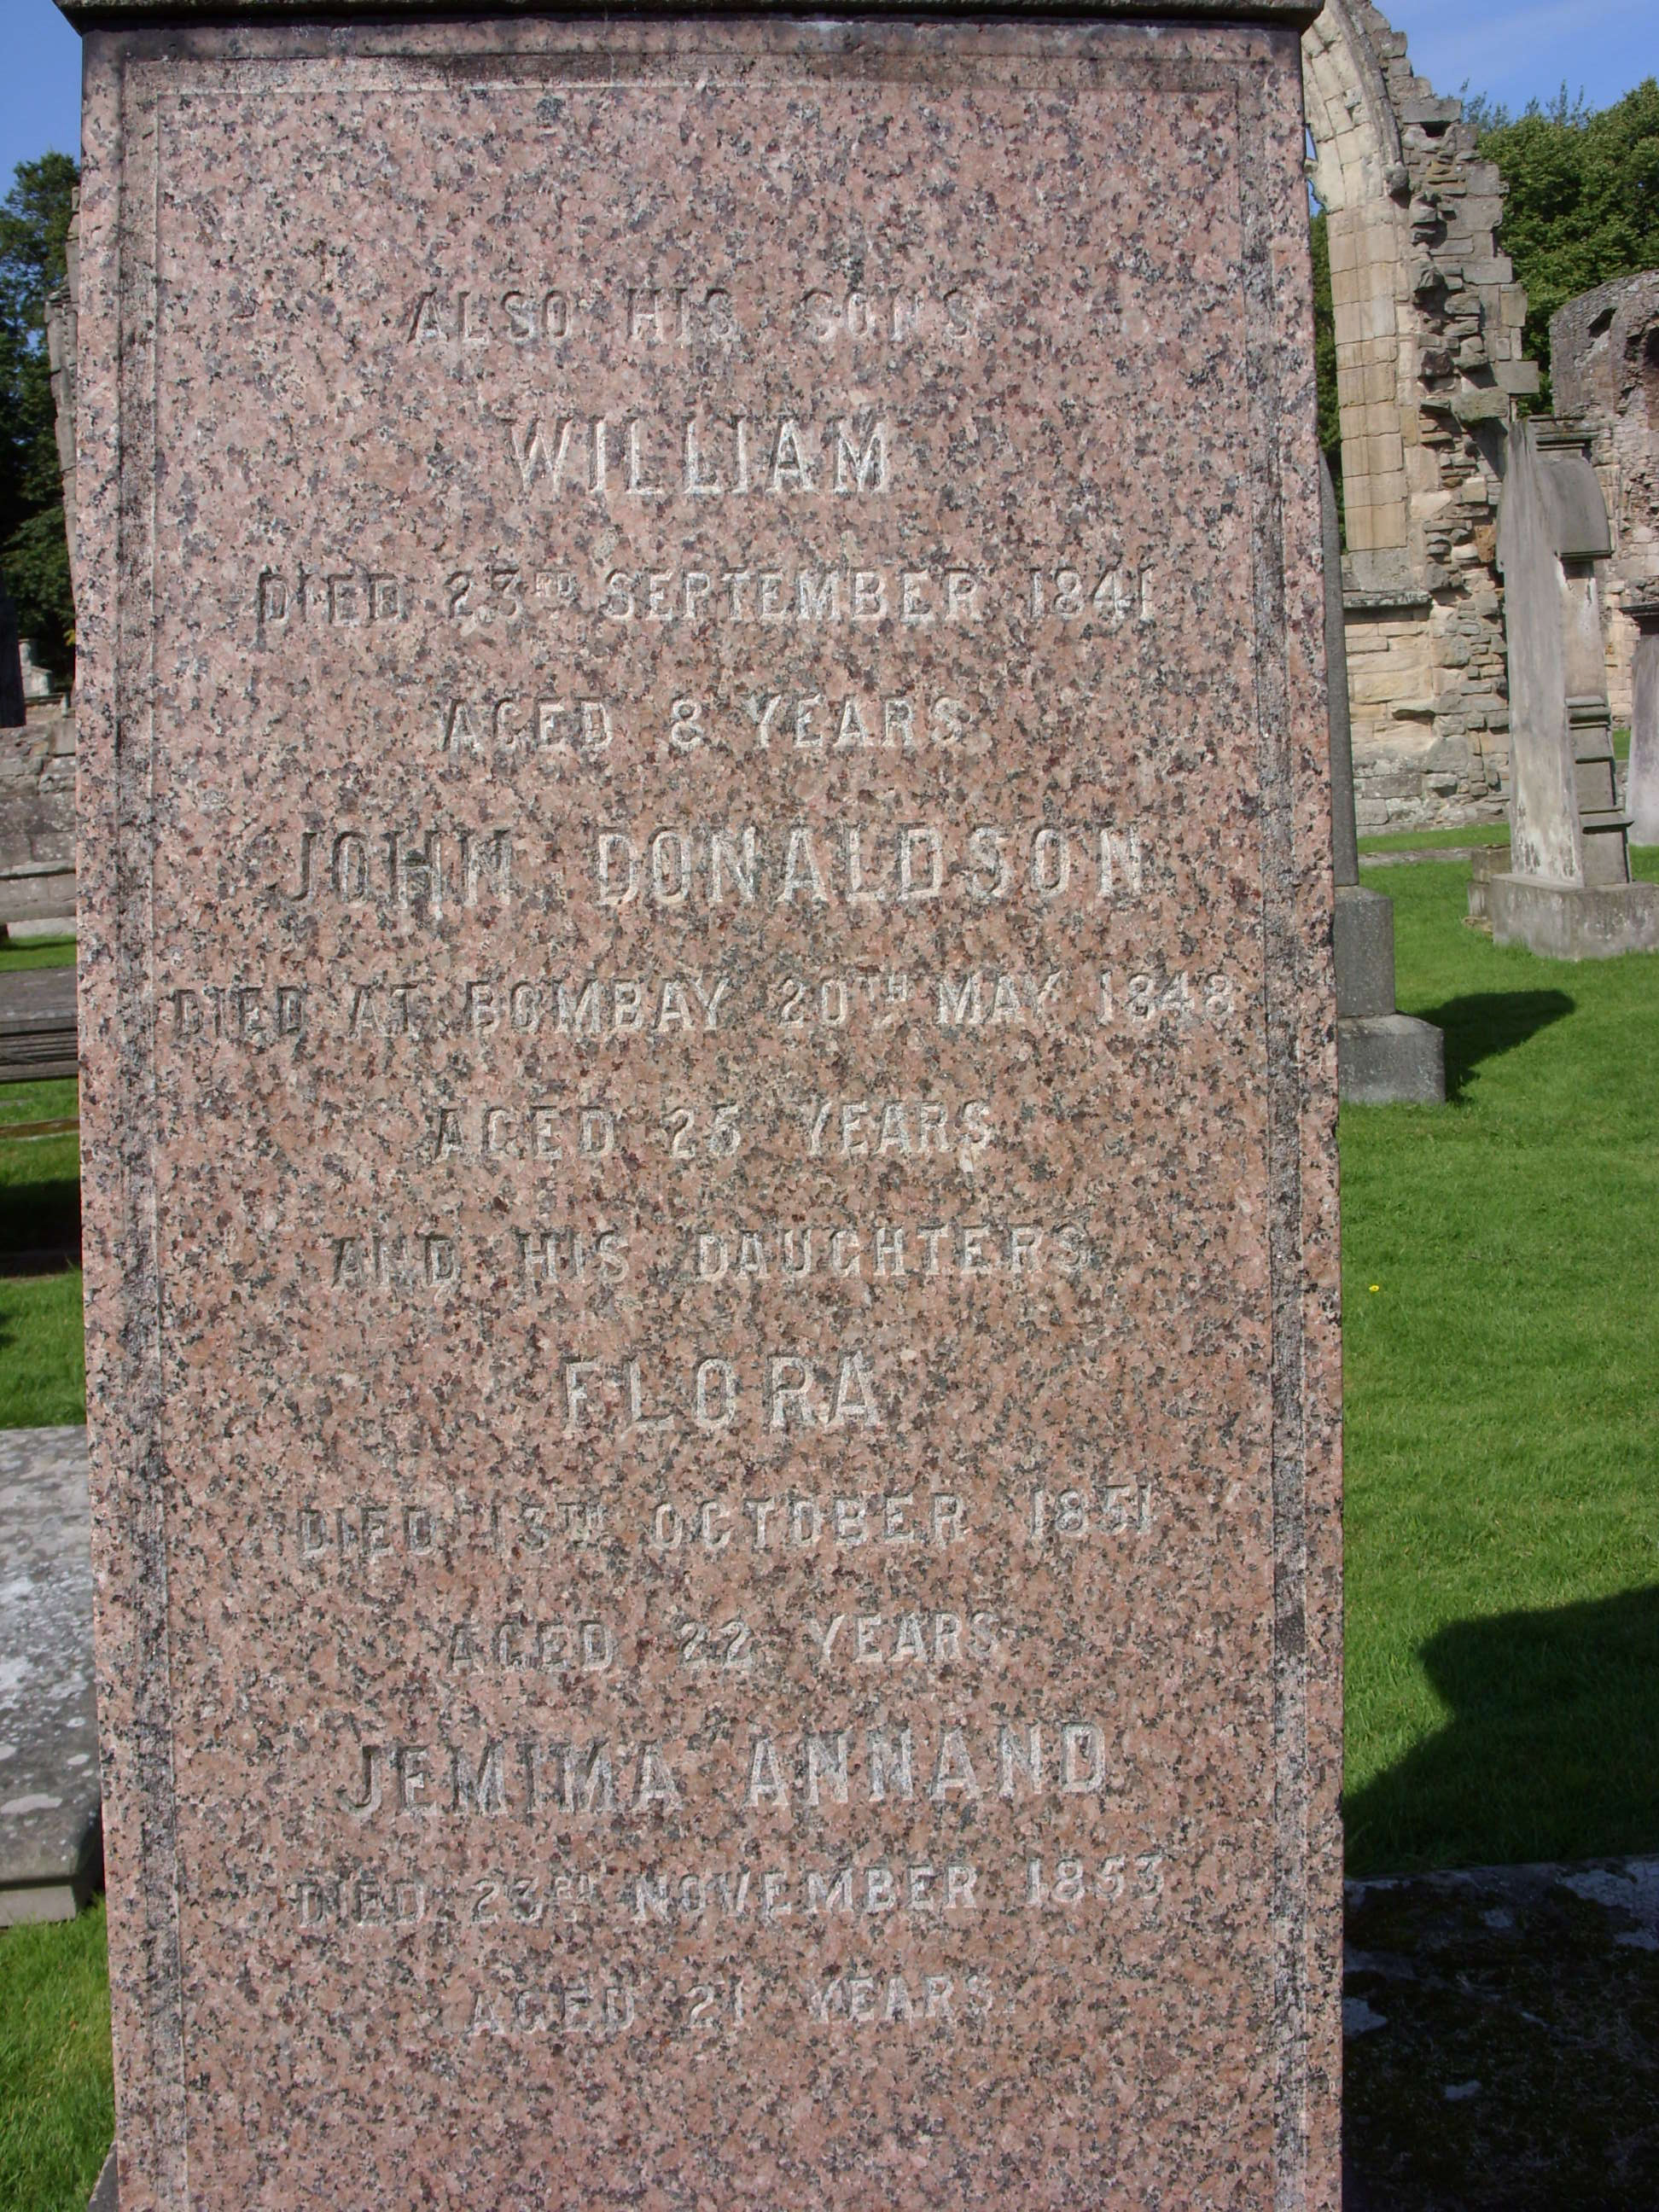 ALSO HIS SONS
WILLIAM
DIED 23RD SEPTEMBER 1841
AGED 8 YEARS
JOHN DONALDSON
DIED AT BOMBAY 20TH MAY 1848
AGED 25 YEARS
AND HIS DAUGHTERS
FLORA
DIED 13TH OCTOBER 1851
AGED 22 YEARS
JEMIMA ANNAND
DIED 23RD NOVEMBER 1853
AGED 21 YEARS.